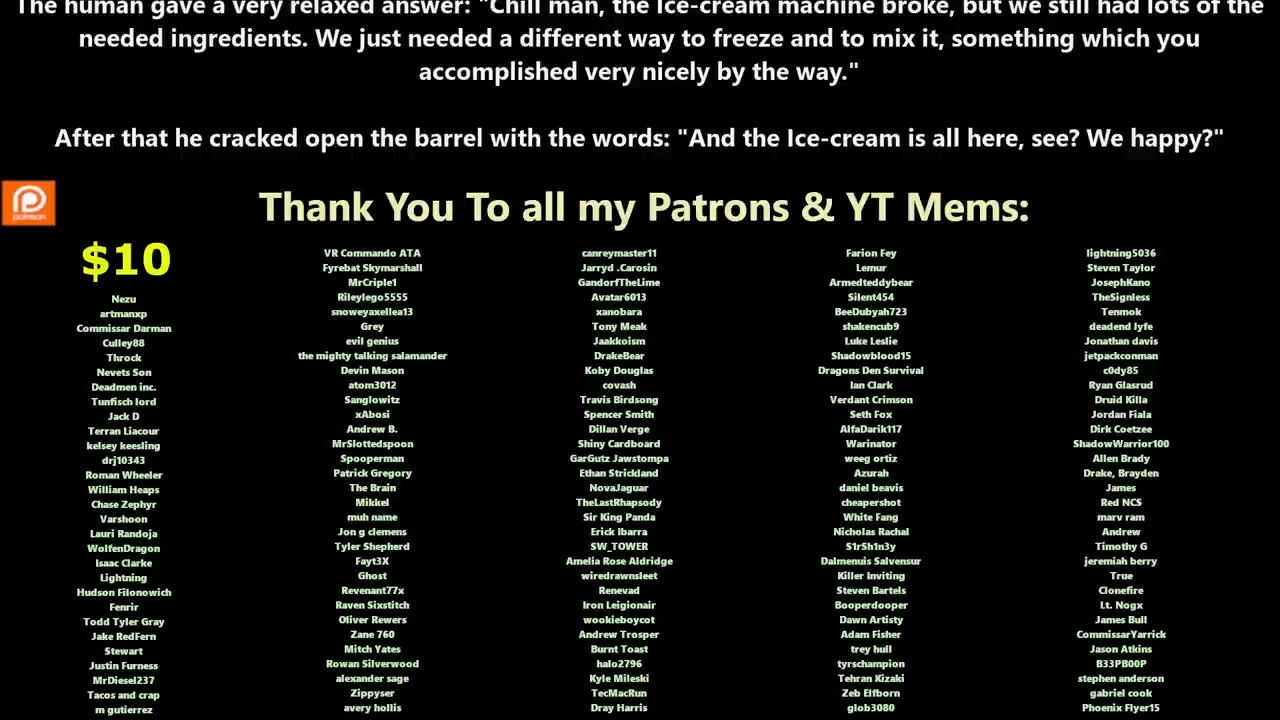 The human gave a very relaxed answer: "Chill man, the Ice-cream machine broke, but we still had lots of the
needed ingredients. We just needed a different way to freeze and to mix it, something which you
accomplished very nicely by the way."
After that he cracked open the barrel with the words: "And the Ice-cream is all here, see? We happy?"
patreon
Thank You To all my Patrons & YT Mems:
$10
Nezu
artmanxp
Commissar Darman
Culley88
Throck
Nevets Son
Deadmen inc.
Tunfisch lord
Jack D
Terran Liacour
kelsey keesling
drj10343
Roman Wheeler
William Heaps
Chase Zephyr
Varshoon
Lauri Randoja
WolfenDragon
Isaac Clarke
Lightning
Hudson Filonowich
Fenrir
Todd Tyler Gray
Jake RedFern
Stewart
Justin Furness
MrDiesel237
Tacos and crap
m gutierrez
VR Commando ATA
Fyrebat Skymarshall
MrCriple1
Rileylego5555
snoweyaxellea13
Grey
evil genius
the mighty talking salamander
Devin Mason
atom3012
Sanglowitz
xAbosi
Andrew B.
MrSlottedspoon
Spooperman
Patrick Gregory
The Brain
Mikkel
muh name
Jon g clemens
Tyler Shepherd
Fayt3X
Ghost
Revenant77x
Raven Sixstitch
Oliver Rewers
Zane 760
Mitch Yates
Rowan Silverwood
alexander sage
Zippyser
avery hollis
canreymaster11
Jarryd .Carosin
GandorfTheLime
Avatar6013
xanobara
Tony Meak
Jaakkoism
DrakeBear
Koby Douglas
covash
Travis Birdsong
Spencer Smith
Dillan Verge
Shiny Cardboard
GarGutz Jawstompa
Ethan Strickland
NovaJaguar
TheLastRhapsody
Sir King Panda
Erick Ibarra
SW_TOWER
Amelia Rose Aldridge
wiredrawnsleet
Renevad
Iron Leigionair
wookieboycot
Andrew Trosper
Burnt Toast
halo2796
Kyle Mileski
TecMacRun
Dray Harris
Farion Fey
Lemur
Armedteddybear
Silent454
BeeDubyah723
shakencub9
Luke Leslie
Shadowblood15
Dragons Den Survival
Ian Clark
Verdant Crimson
Seth Fox
AlfaDarik117
Warinator
weeg ortiz
Azurah
daniel beavis
cheapershot
White Fang
Nicholas Rachal
S1rSh1n3y
Dalmenuis Salvensur
Killer Inviting
Steven Bartels
Booperdooper
Dawn Artisty
Adam Fisher
trey hull
tyrschampion
Tehran Kizaki
Zeb Elfborn
glob3080
lightning5036
Steven Taylor
JosephKano
TheSignless
Tenmok
deadend lyfe
Jonathan davis
jetpackconman
c0dy85
Ryan Glasrud
Druid Killa
Jordan Fiala
Dirk Coetzee
ShadowWarrior100
Allen Brady
Drake, Brayden
James
Red NCS
marv ram
Andrew
Timothy G
jeremiah berry
True
Clonefire
Lt. Nogx
James Bull
CommissarYarrick
Jason Atkins
B33PB00P
stephen anderson
gabriel cook
Phoenix Flyer15